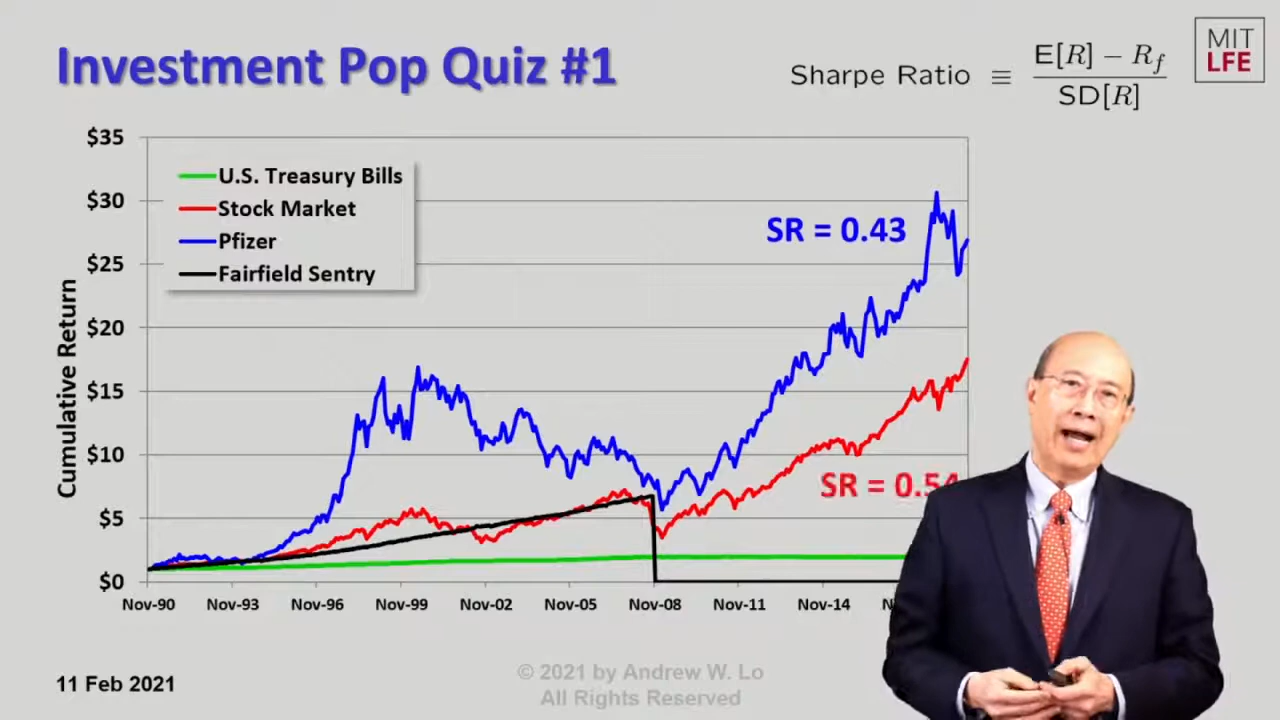 Investment Pop Quiz #1
Sharpe Ratio ≡ E[R] − R_f / SD[R]
MIT
LFE
$35
U.S. Treasury Bills
Stock Market
Pfizer
Fairfield Sentry
$30
$25
$20
$15
$10
$5
$0
Cumulative Return
SR = 0.43
SR = 0.54
Nov-90 Nov-93 Nov-96 Nov-99 Nov-02 Nov-05 Nov-08 Nov-11 Nov-14
11 Feb 2021
© 2021 by Andrew W. Lo
All Rights Reserved